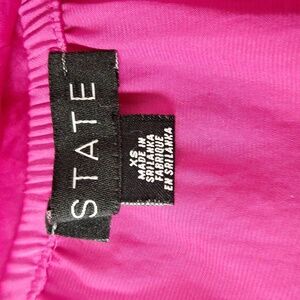 STATE
XS
MADE IN
SRI LANKA
FABRIQUE
EN SRI LANKA